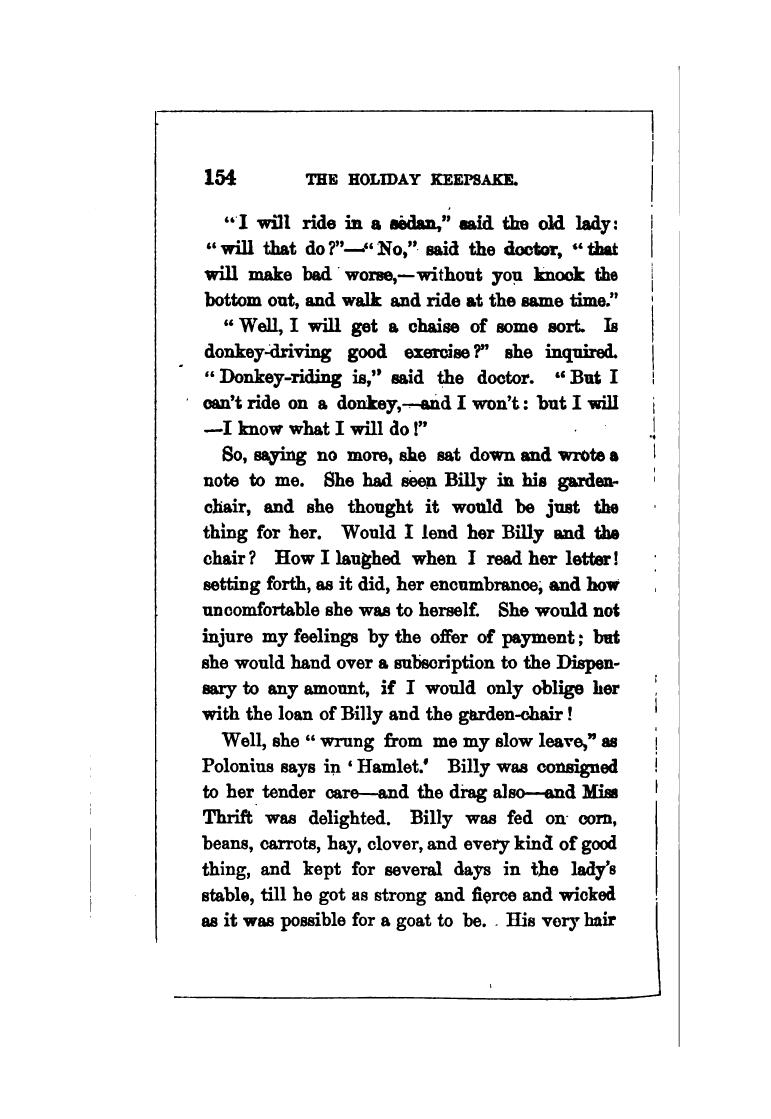 154 THE HOLIDAY KEEPSAKE.
“I will ride in a sedan,” said the old lady:
“will that do?”—“No,” said the doctor, “that
will make bad worse,—without you knock the
bottom out, and walk and ride at the same time.”
“Well, I will get a chaise of some sort. Is
donkey-driving good exercise?” she inquired.
“Donkey-riding is,” said the doctor. “But I
can't ride on a donkey,—and I won't: but I will
—I know what I will do!”
So, saying no more, she sat down and wrote a
note to me. She had seen Billy in his garden-
chair, and she thought it would be just the
thing for her. Would I lend her Billy and the
chair? How I laughed when I read her letter!
setting forth, as it did, her encumbrance, and how
uncomfortable she was to herself. She would not
injure my feelings by the offer of payment; but
she would hand over a subscription to the Dispen-
sary to any amount, if I would only oblige her
with the loan of Billy and the garden-chair!
Well, she “wrung from me my slow leave,” as
Polonius says in ‘Hamlet.’ Billy was consigned
to her tender care—and the drag also—and Miss
Thrift was delighted. Billy was fed on corn,
beans, carrots, hay, clover, and every kind of good
thing, and kept for several days in the lady's
stable, till he got as strong and fierce and wicked
as it was possible for a goat to be. His very hair